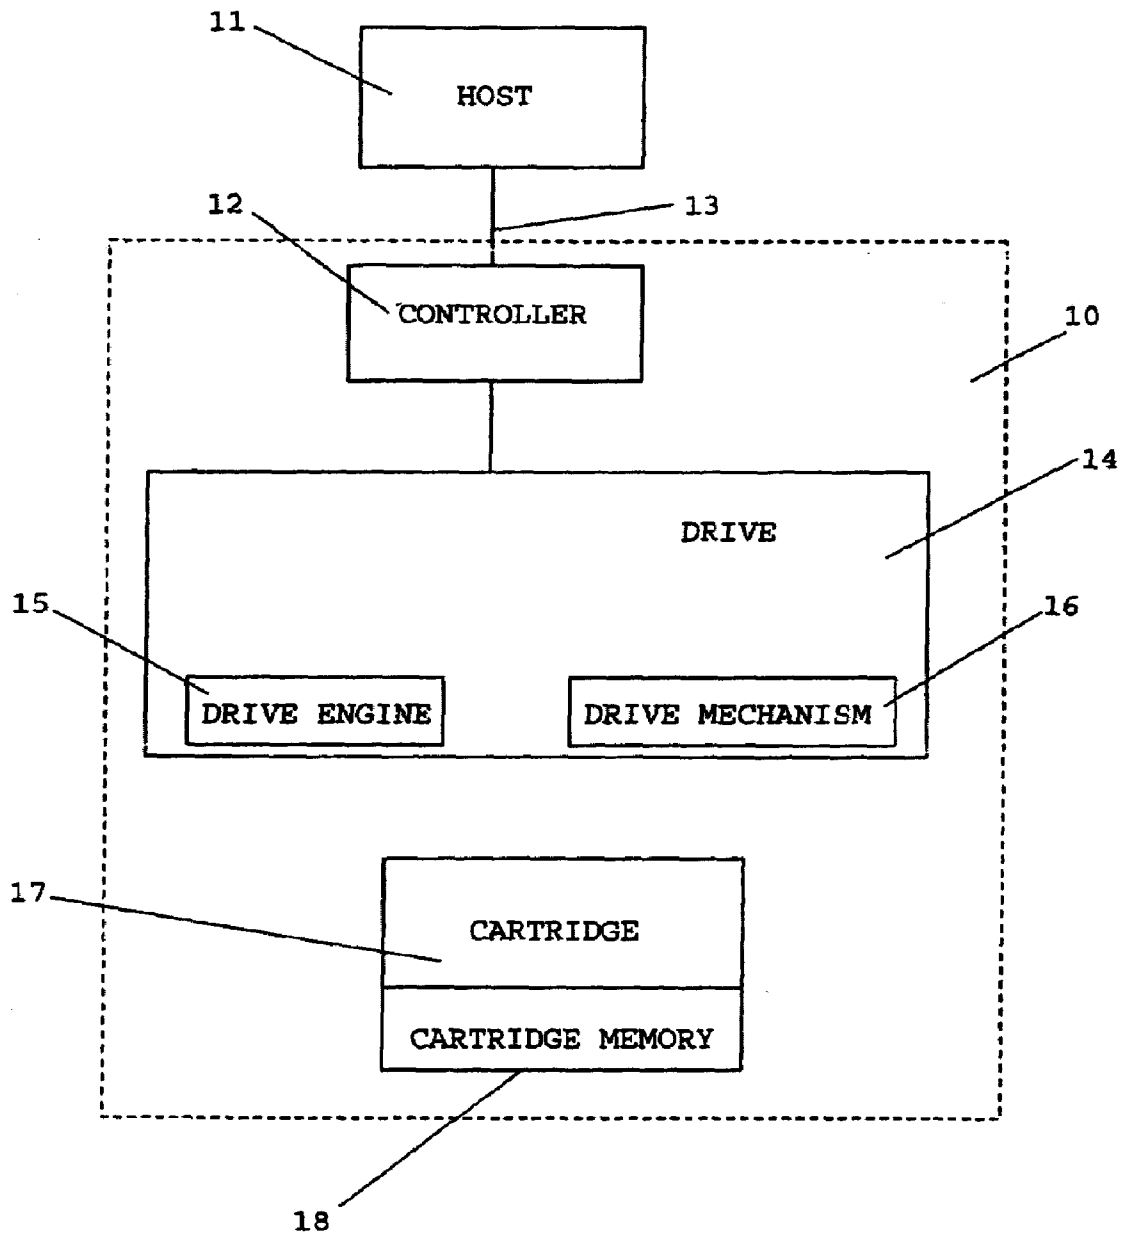 11
HOST
12
13
CONTROLLER
10
14
DRIVE
15
16
DRIVE ENGINE
DRIVE MECHANISM
17
CARTRIDGE
CARTRIDGE MEMORY
18